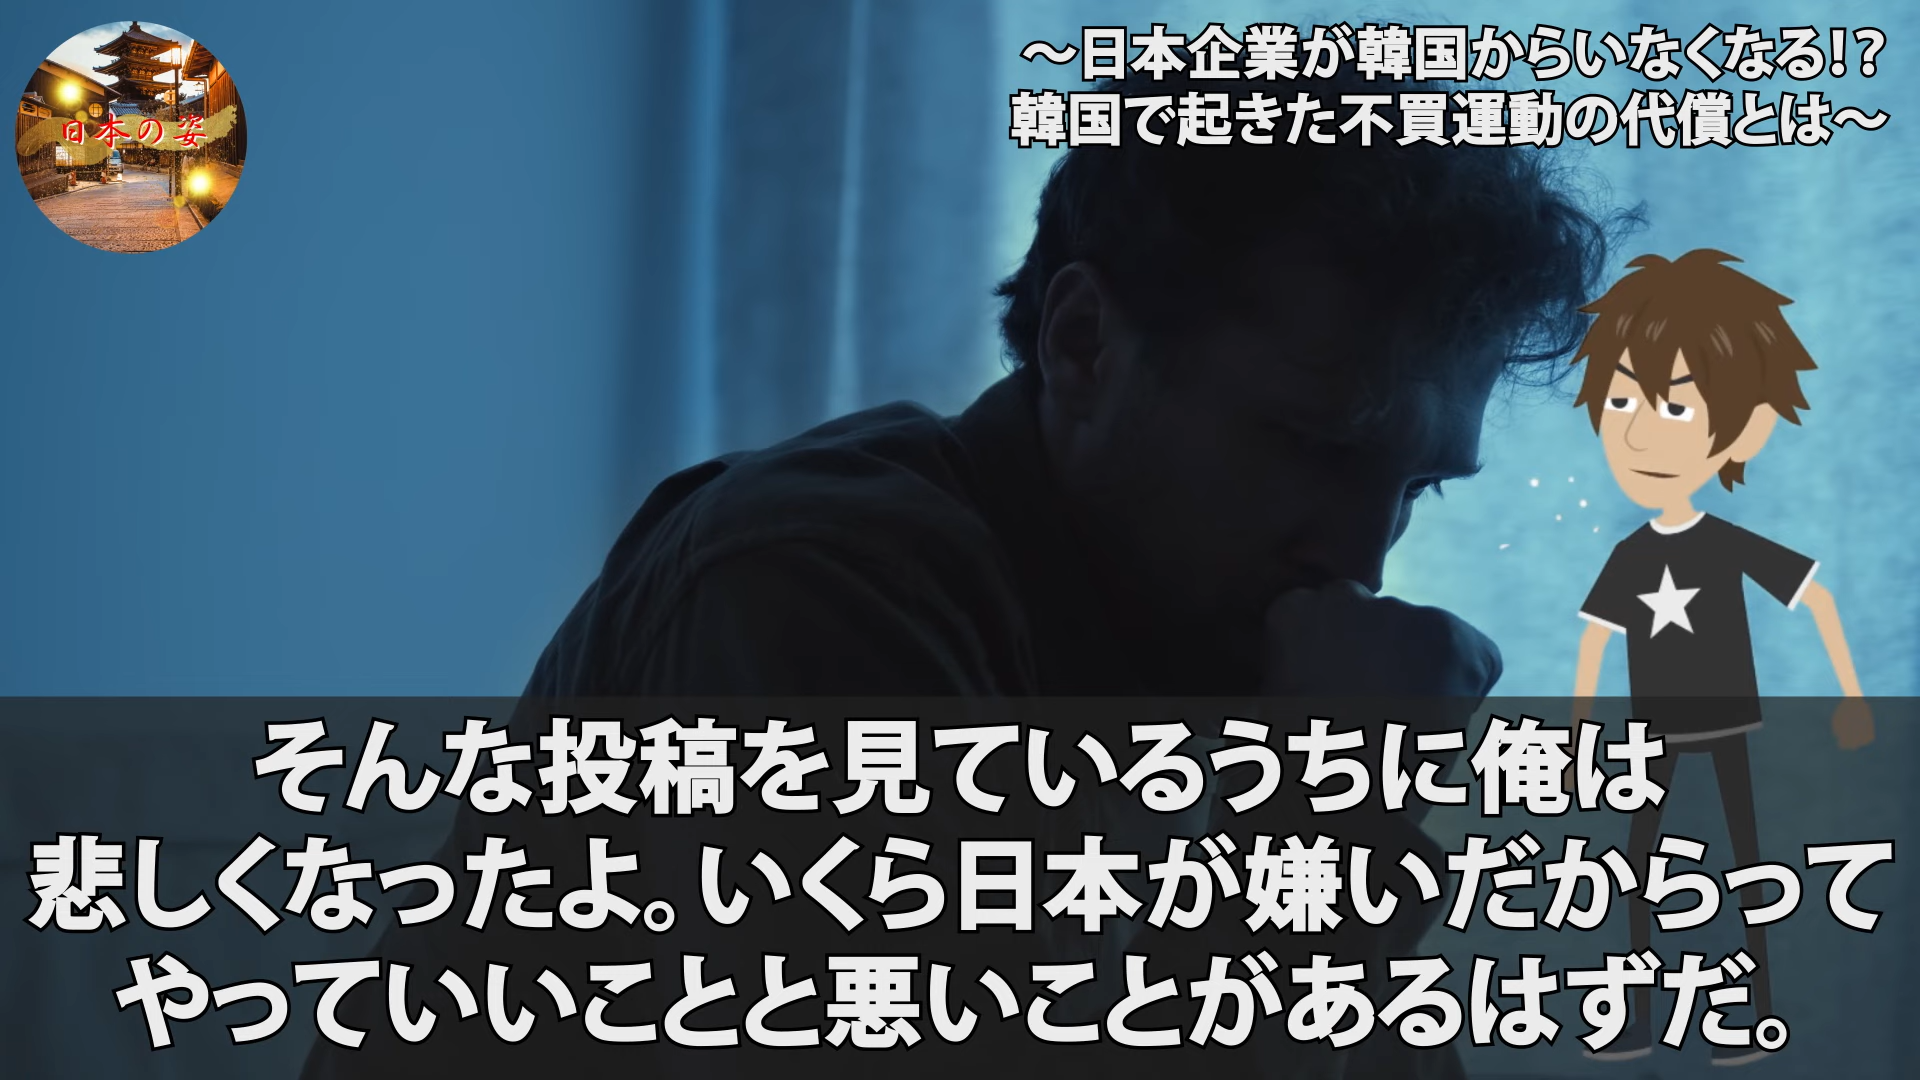 日本の姿
～日本企業が韓国からいなくなる!?
韓国で起きた不買運動の代償とは～
そんな投稿を見ているうちに俺は
悲しくなったよ。いくら日本が嫌いだからって
やっていいことと悪いことがあるはずだ。